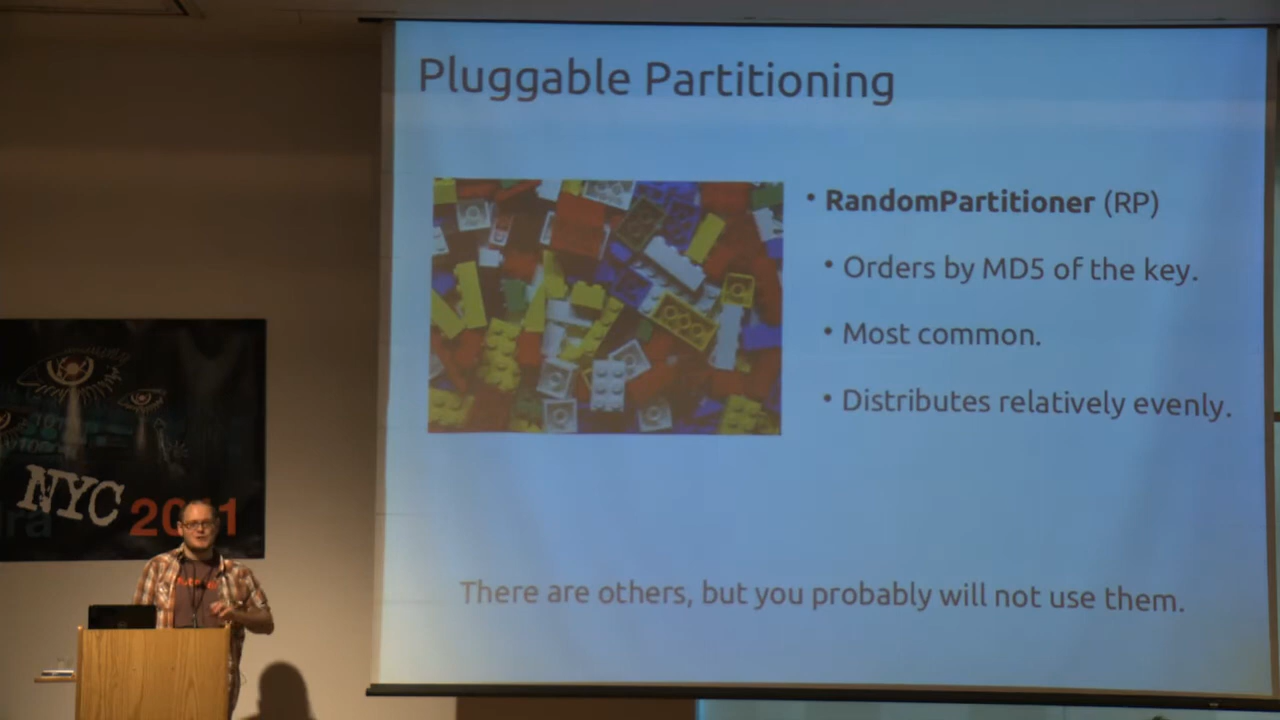 Pluggable Partitioning
• RandomPartitioner (RP)
• Orders by MD5 of the key.
• Most common.
• Distributes relatively evenly.
There are others, but you probably will not use them.
NYC 2011